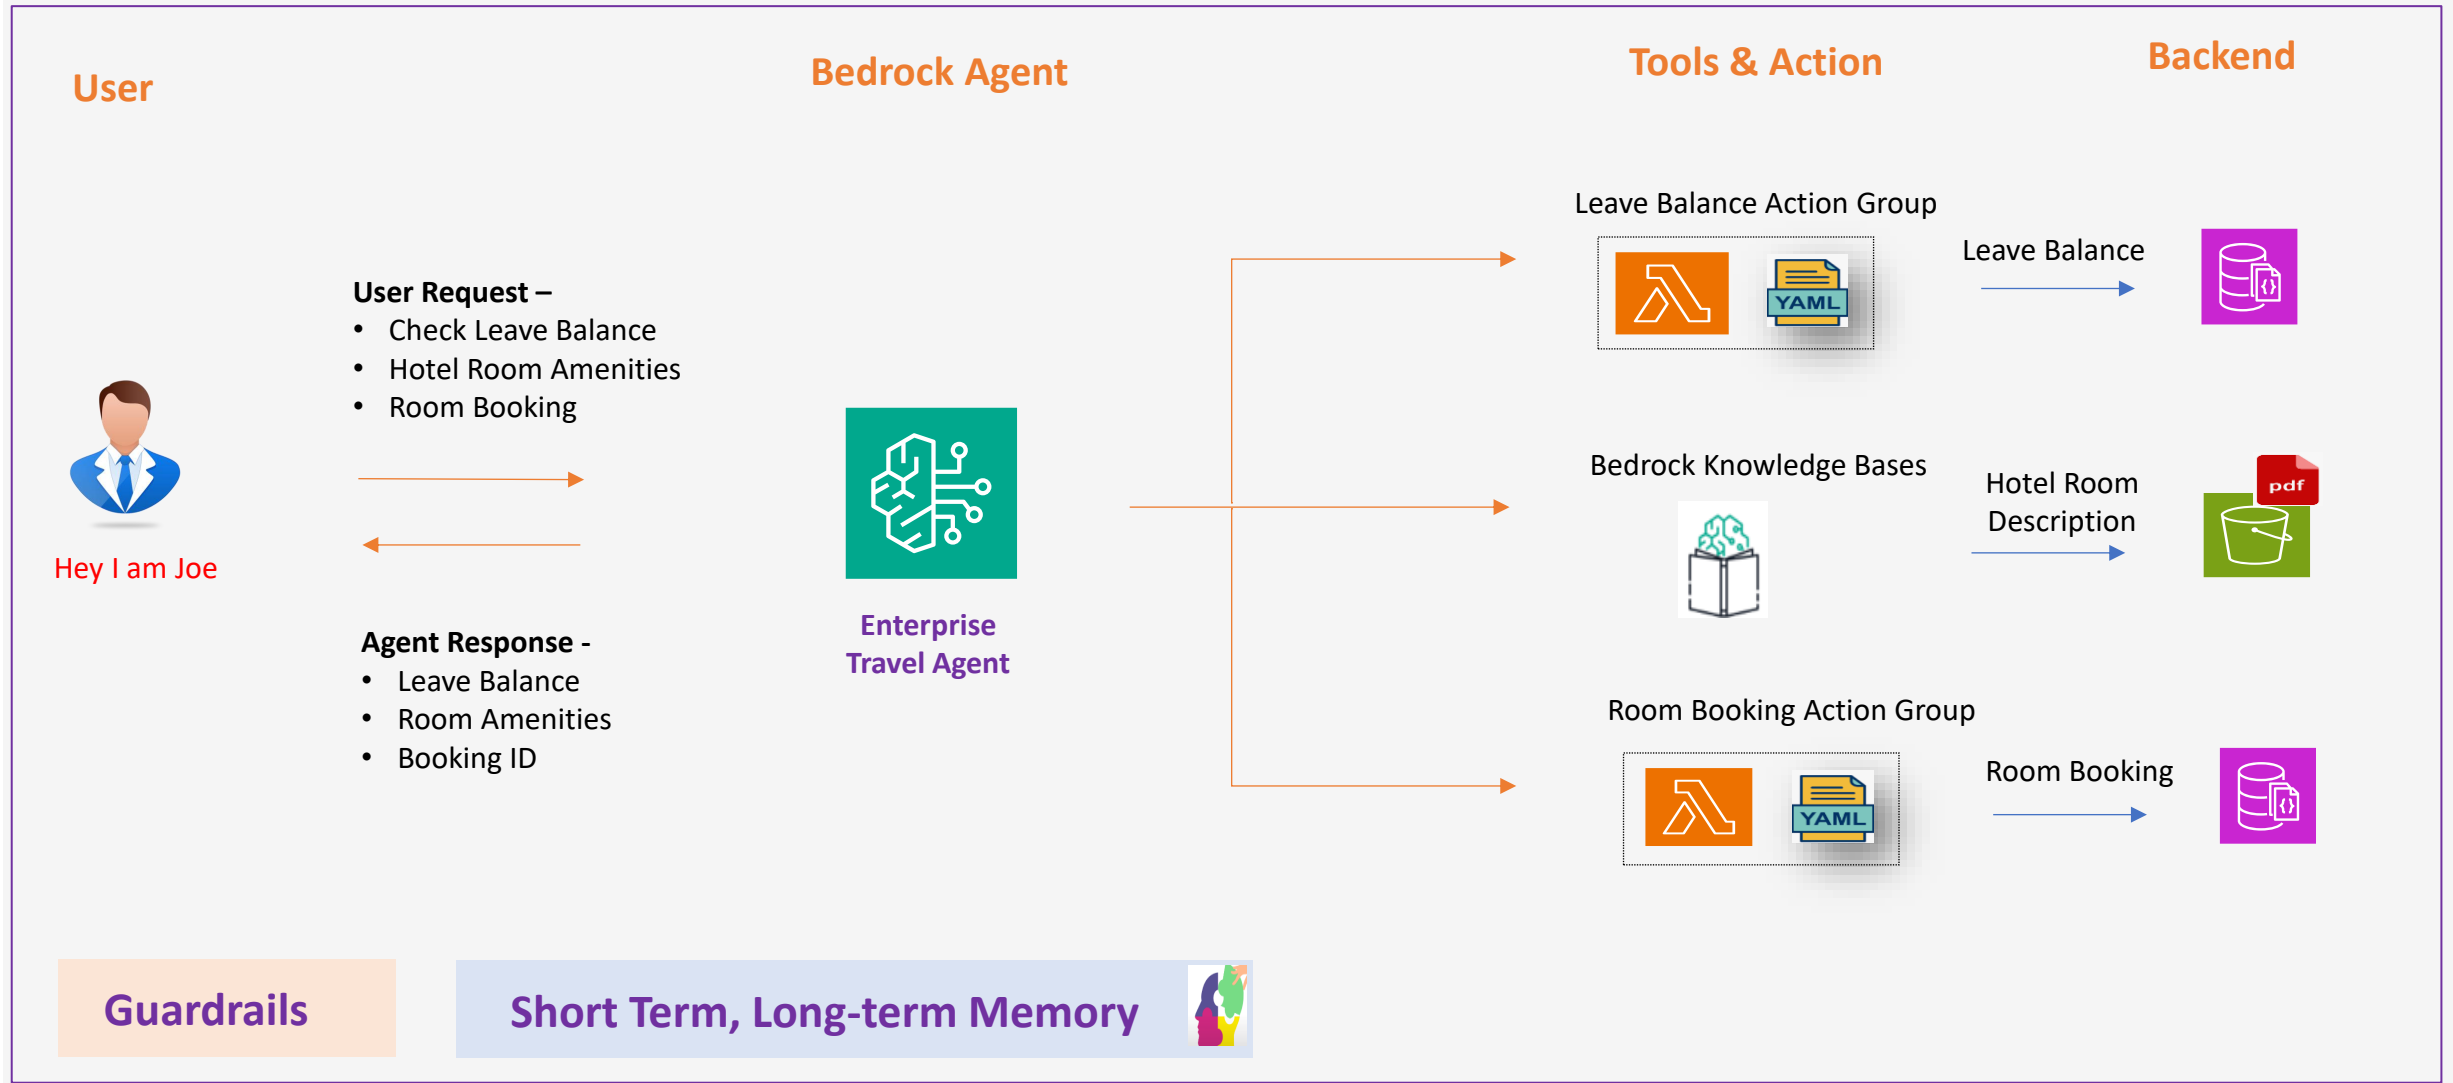 User
Bedrock Agent
Tools & Action
Backend
User Request –
• Check Leave Balance
• Hotel Room Amenities
• Room Booking
Hey I am Joe
Agent Response -
• Leave Balance
• Room Amenities
• Booking ID
Enterprise
Travel Agent
Leave Balance Action Group
YAML
Leave Balance
Bedrock Knowledge Bases
Hotel Room
Description
pdf
Room Booking Action Group
YAML
Room Booking
Guardrails
Short Term, Long-term Memory